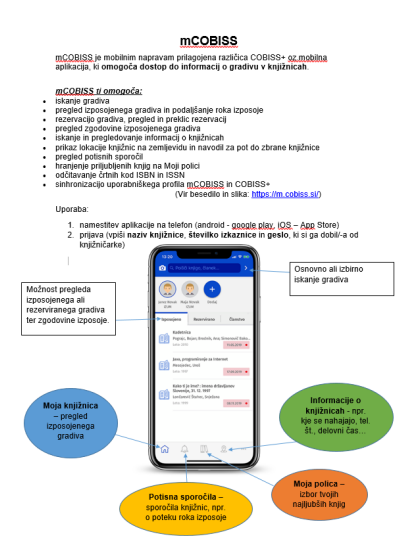 mCOBISS
mCOBISS je mobilnim napravam prilagojena različica COBISS+ oz.mobilna
aplikacija, ki omogoča dostop do informacij o gradivu v knjižnicah.
mCOBISS ti omogoča:
• iskanje gradiva
• pregled izposojenega gradiva in podaljšanje roka izposoje
• rezervacijo gradiva, pregled in preklic rezervacij
• pregled zgodovine izposojenega gradiva
• iskanje in pregledovanje informacij o knjižnicah
• prikaz lokacije knjižnic na zemljevidu in navodil za pot do zbrane knjižnice
• pregled potisnih sporočil
• hranjenje priljubljenih knjig na Moji polici
• odčitavanje črtnih kod ISBN in ISSN
• sinhronizacijo uporabniškega profila mCOBISS in COBISS+
(Vir besedilo in slika: https://m.cobiss.si/)
Uporaba:
1. namestitev aplikacije na telefon (android - google play, iOS – App Store)
2. prijava (vpiši naziv knjižnice, številko izkaznice in geslo, ki si ga dobil/-a od
knjižničarke)
Osnovno ali izbirno
iskanje gradiva
Možnost pregleda
izposojenega ali
rezerviranega gradiva
ter zgodovine izposoje.
Izposojeno
Rezervirano
Članstvo
Moja knjižnica
– pregled
izposojenega
gradiva
Informacije o
knjižnicah - npr.
kje se nahajajo, tel.
št., delovni čas...
Moja polica –
izbor tvojih
najljubših knjig
Potisna sporočila –
sporočila knjižnic, npr.
o poteku roka izposoje